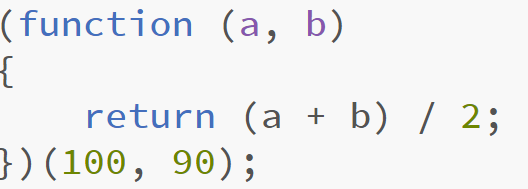 (function (a, b)
{
    return (a + b) / 2;
})(100, 90);